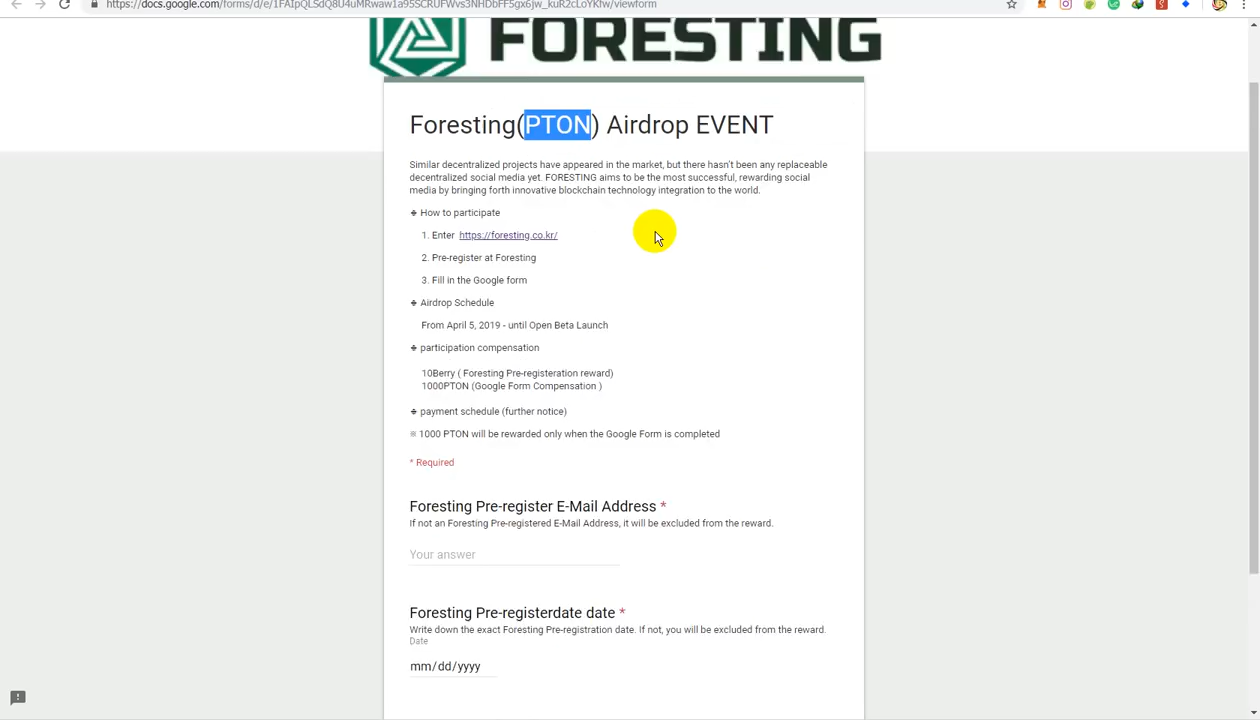 https://docs.google.com/forms/d/e/1FAIpQLSdQ8U4uMRwaw1a95SCRUFWvs3NHDbFF5gx6jw_kuR2cLoYKfw/viewform
FORESTING
Foresting(PTON) Airdrop EVENT
Similar decentralized projects have appeared in the market, but there hasn't been any replaceable
decentralized social media yet. FORESTING aims to be the most successful, rewarding social
media by bringing forth innovative blockchain technology integration to the world.
❉ How to participate
1. Enter https://foresting.co.kr/
2. Pre-register at Foresting
3. Fill in the Google form
❉ Airdrop Schedule
From April 5, 2019 - until Open Beta Launch
❉ participation compensation
10Berry ( Foresting Pre-registeration reward)
1000PTON (Google Form Compensation )
❉ payment schedule (further notice)
※ 1000 PTON will be rewarded only when the Google Form is completed
* Required
Foresting Pre-register E-Mail Address *
If not an Foresting Pre-registered E-Mail Address, it will be excluded from the reward.
Your answer
Foresting Pre-registerdate date *
Write down the exact Foresting Pre-registration date. If not, you will be excluded from the reward.
Date
mm/dd/yyyy